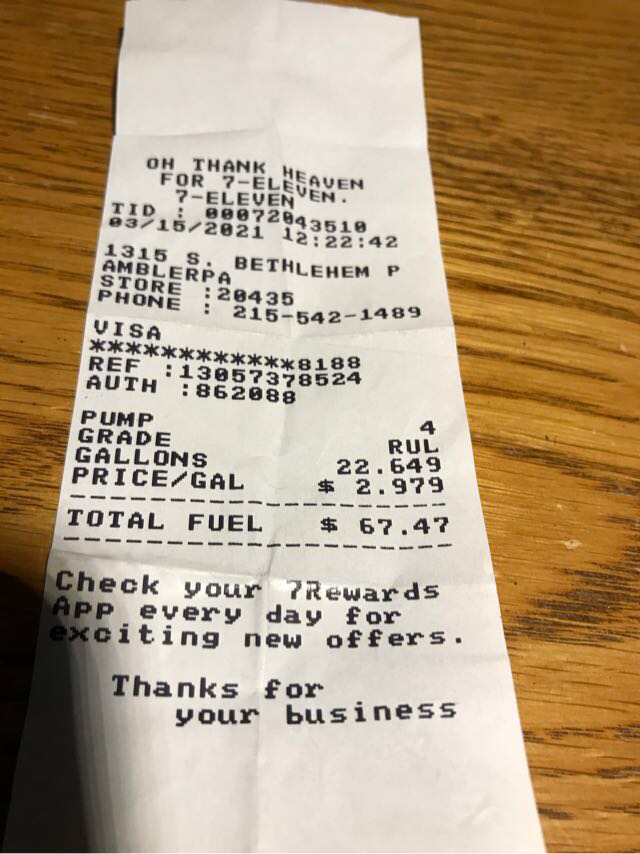 OH THANK HEAVEN
FOR 7-ELEVEN.
7-ELEVEN
TID : 00072043510
03/15/2021 12:22:42
1315 S. BETHLEHEM P
AMBLERPA
STORE :20435
PHONE : 215-542-1489
VISA
************8188
REF :13057378524
AUTH :862088
PUMP 4
GRADE RUL
GALLONS 22.649
PRICE/GAL $ 2.979
TOTAL FUEL $ 67.47
Check your 7Rewards
App every day for
exciting new offers.
Thanks for
your business